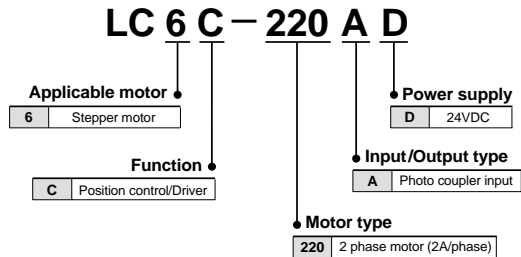 LC 6 C － 220 A D
Applicable motor
6 Stepper motor
Power supply
D 24VDC
Function
C Position control/Driver
Input/Output type
A Photo coupler input
Motor type
220 2 phase motor (2A/phase)